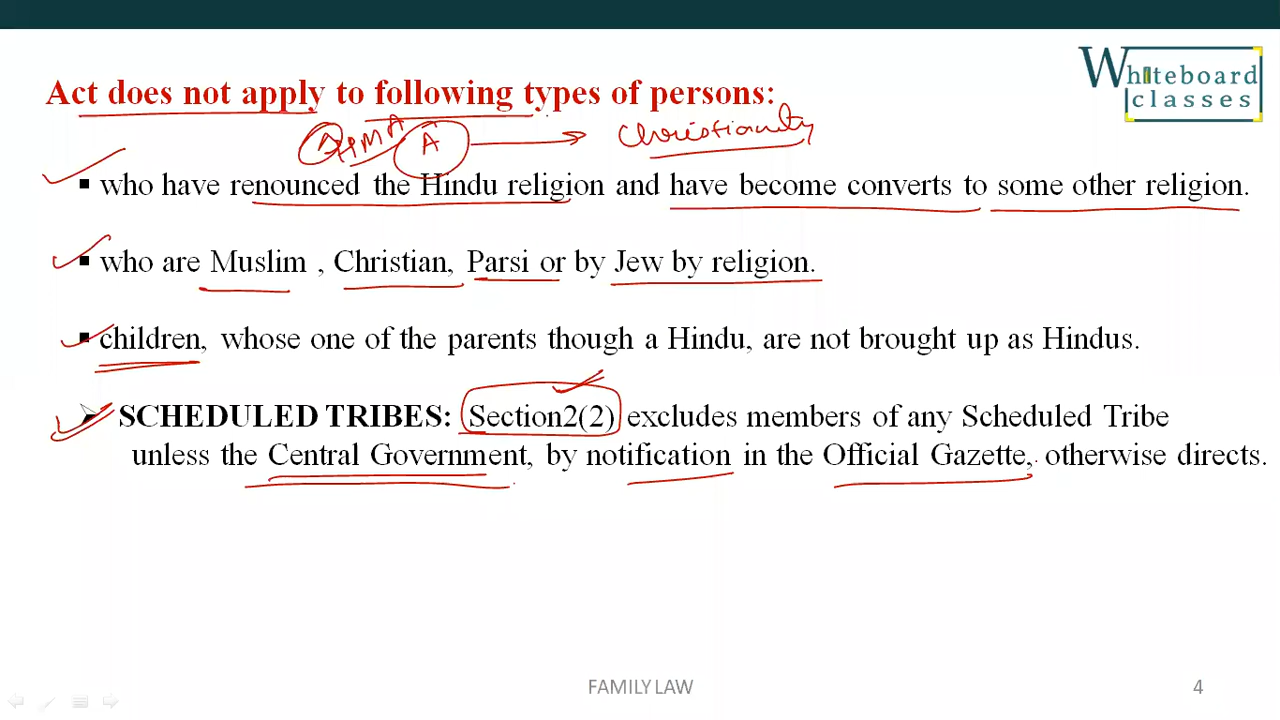 Whiteboard
classes
Act does not apply to following types of persons:
HMA A Christianity
▪ who have renounced the Hindu religion and have become converts to some other religion.
▪ who are Muslim , Christian, Parsi or by Jew by religion.
▪ children, whose one of the parents though a Hindu, are not brought up as Hindus.
➢ SCHEDULED TRIBES: Section2(2) excludes members of any Scheduled Tribe
unless the Central Government, by notification in the Official Gazette, otherwise directs.
FAMILY LAW
4